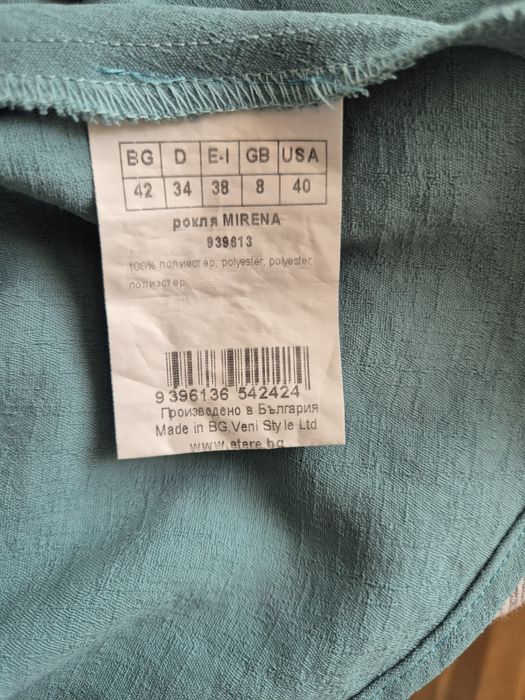 BG D E-I GB USA
42 34 38 8 40
рокля MIRENA
939613
100% полиестер, polyester, polyester,
полиэстер
9 396136 542424
Произведено в България
Made in BG, Veni Style Ltd
www.etere.bg